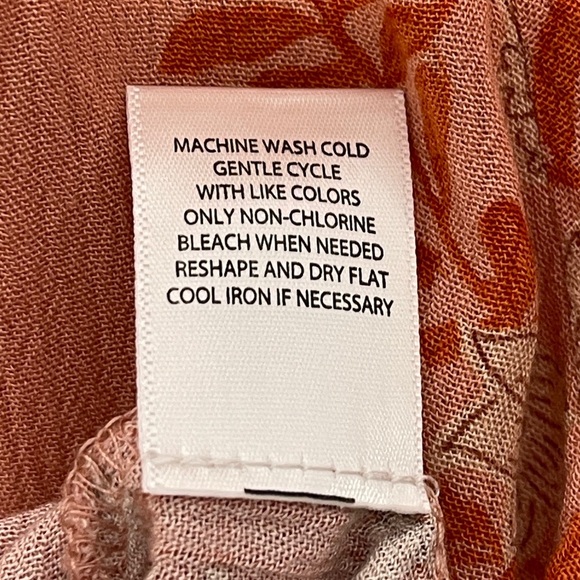 MACHINE WASH COLD
GENTLE CYCLE
WITH LIKE COLORS
ONLY NON-CHLORINE
BLEACH WHEN NEEDED
RESHAPE AND DRY FLAT
COOL IRON IF NECESSARY